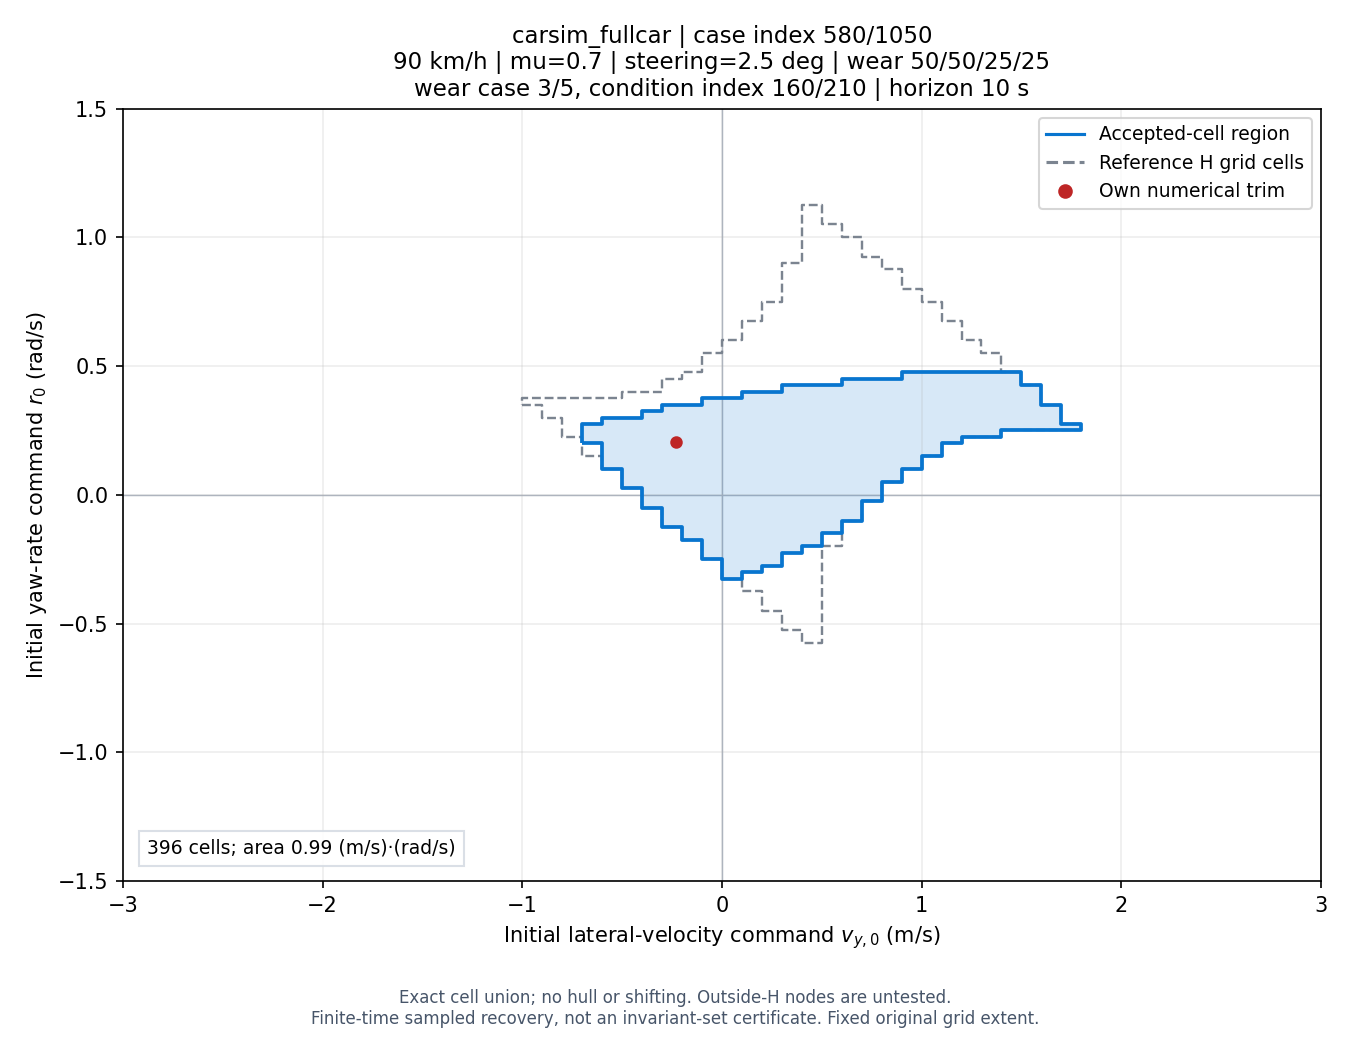 carsim_fullcar | case index 580/1050
90 km/h | mu=0.7 | steering=2.5 deg | wear 50/50/25/25
wear case 3/5, condition index 160/210 | horizon 10 s
Accepted-cell region
Reference H grid cells
Own numerical trim
1.5
1.0
0.5
0.0
−0.5
−1.0
−1.5
Initial yaw-rate command r0 (rad/s)
396 cells; area 0.99 (m/s)·(rad/s)
−3
−2
−1
0
1
2
3
Initial lateral-velocity command vy,0 (m/s)
Exact cell union; no hull or shifting. Outside-H nodes are untested.
Finite-time sampled recovery, not an invariant-set certificate. Fixed original grid extent.